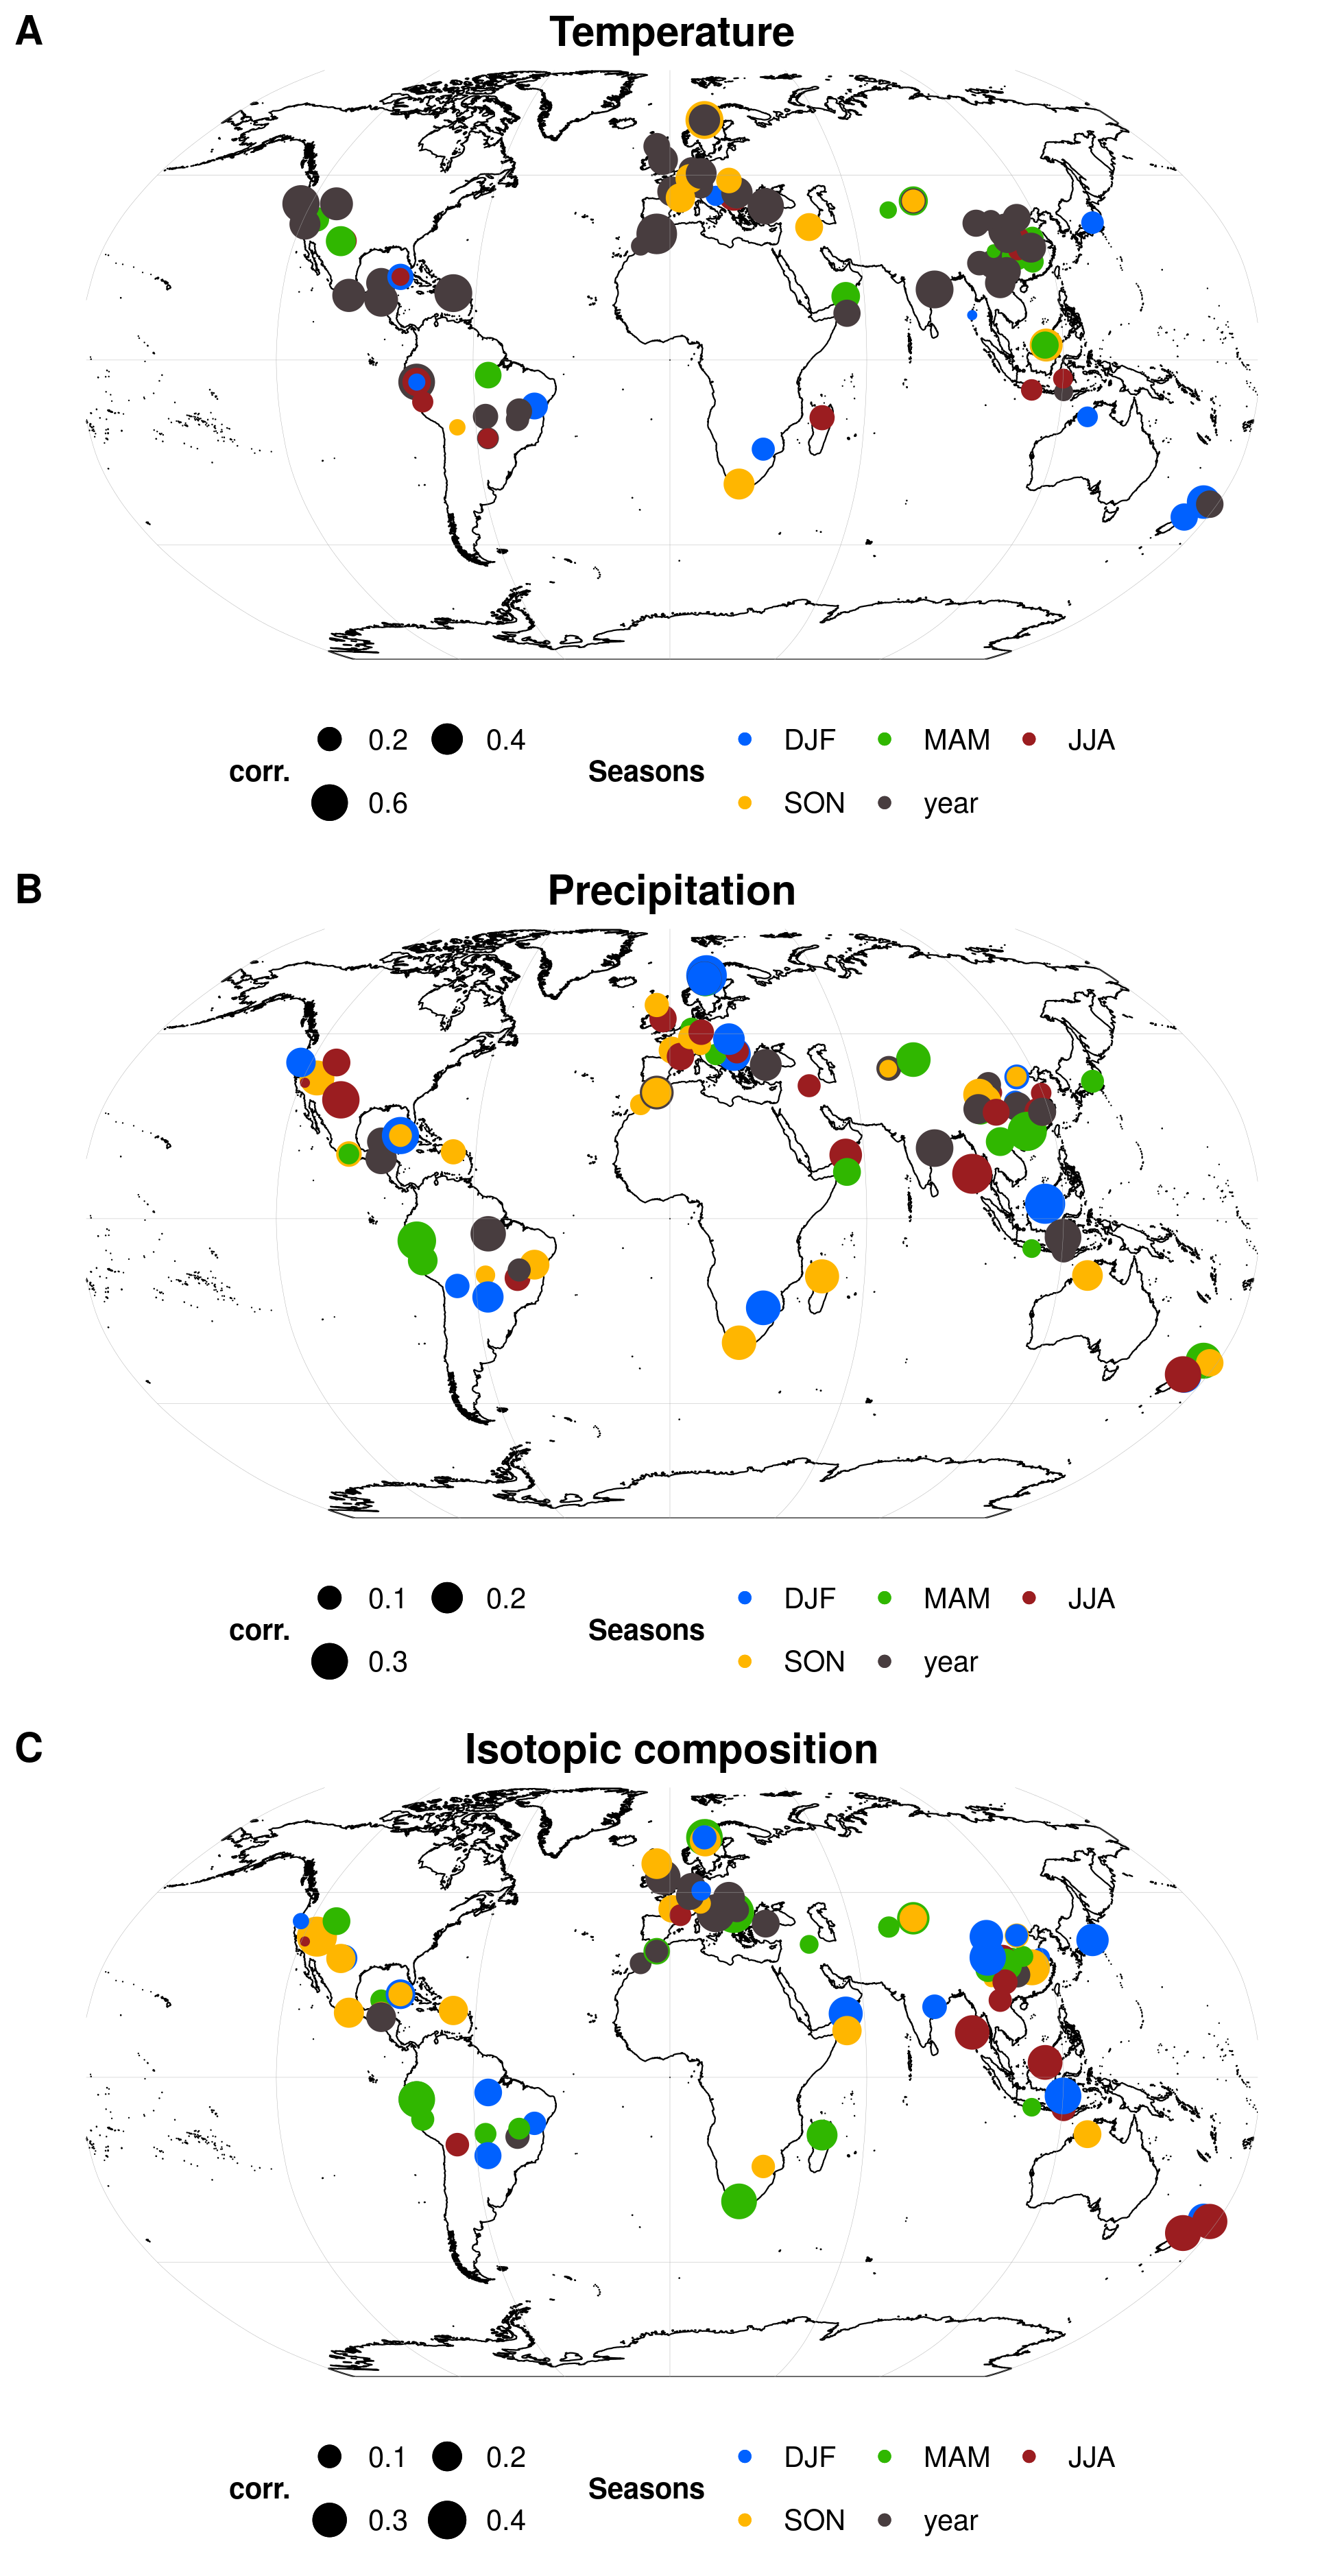 A
Temperature
0.2 0.4 DJF MAM JJA
corr. Seasons
0.6 SON year
B
Precipitation
0.1 0.2 DJF MAM JJA
corr. Seasons
0.3 SON year
C
Isotopic composition
0.1 0.2 DJF MAM JJA
corr. Seasons
0.3 0.4 SON year